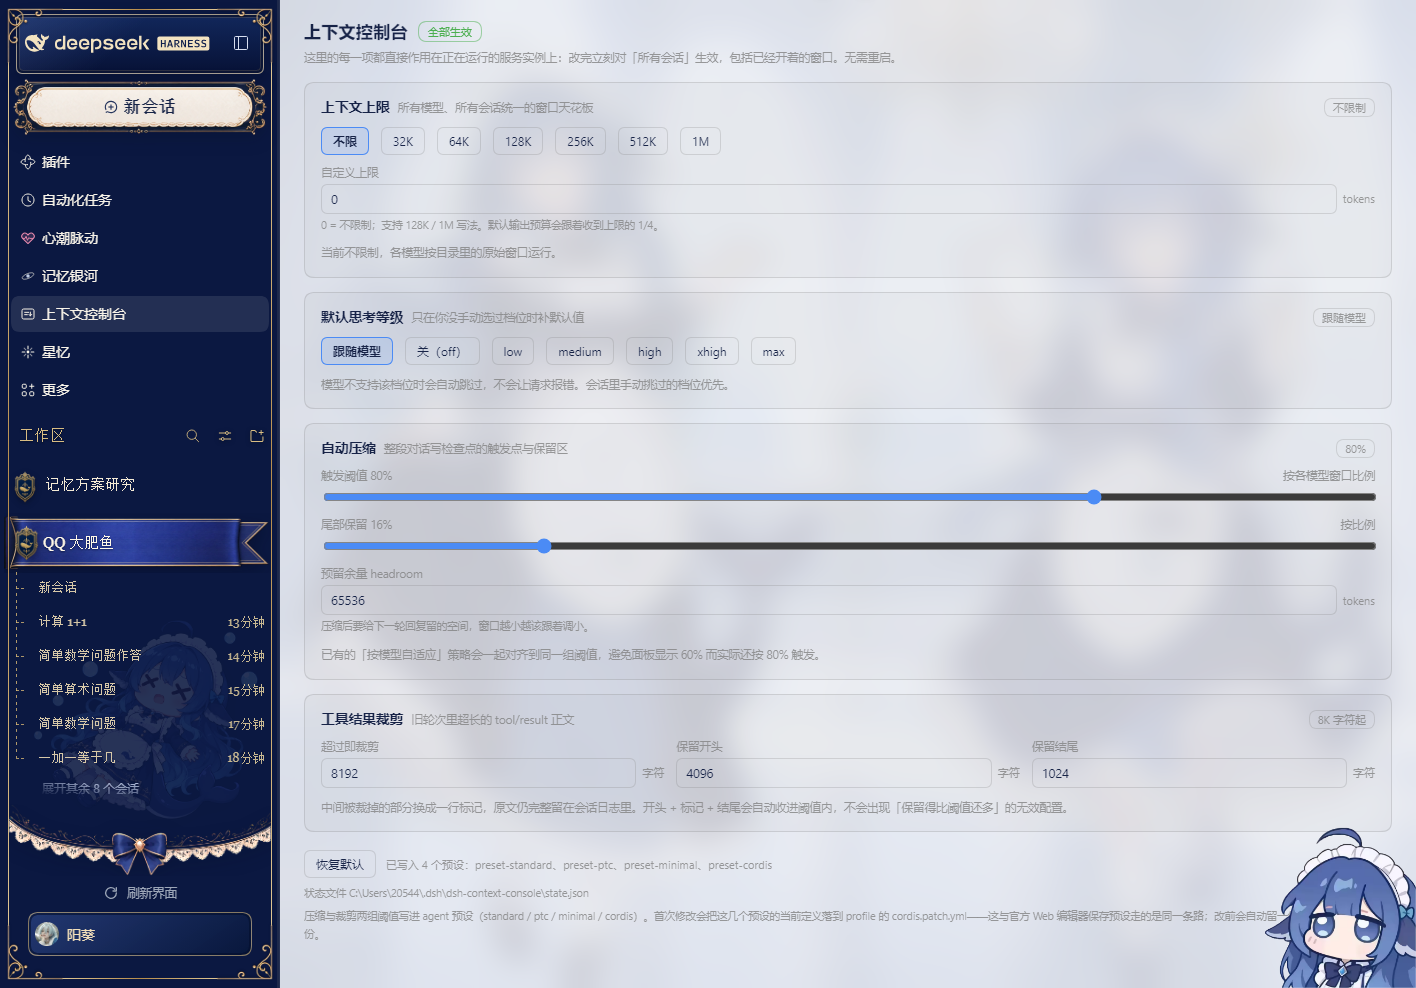 deepseek HARNESS
新会话
插件
自动化任务
心潮脉动
记忆银河
上下文控制台
星忆
更多
工作区
记忆方案研究
QQ 大肥鱼
新会话
计算 1+1 13分钟
简单数学问题作答 14分钟
简单算术问题 15分钟
简单数学问题 17分钟
一加一等于几 18分钟
展开其余 8 个会话
刷新界面
阳葵
上下文控制台 全部生效
这里的每一项都直接作用在正在运行的服务实例上：改完立刻对「所有会话」生效，包括已经开着的窗口。无需重启。
上下文上限 所有模型、所有会话统一的窗口天花板 不限制
不限 32K 64K 128K 256K 512K 1M
自定义上限
0 tokens
0 = 不限制；支持 128K / 1M 写法。默认输出预算会跟着收到上限的 1/4。
当前不限制，各模型按目录里的原始窗口运行。
默认思考等级 只在你没手动选过档位时补默认值 跟随模型
跟随模型 关（off） low medium high xhigh max
模型不支持该档位时会自动跳过，不会让请求报错。会话里手动挑过的档位优先。
自动压缩 整段对话写检查点的触发点与保留区 80%
触发阈值 80% 按各模型窗口比例
尾部保留 16% 按比例
预留余量 headroom
65536 tokens
压缩后要给下一轮回复留的空间，窗口越小越该跟着调小。
已有的「按模型自适应」策略会一起对齐到同一组阈值，避免面板显示 60% 而实际还按 80% 触发。
工具结果裁剪 旧轮次里超长的 tool/result 正文 8K 字符起
超过即裁剪 保留开头 保留结尾
8192 字符 4096 字符 1024 字符
中间被裁掉的部分换成一行标记，原文仍完整留在会话日志里。开头 + 标记 + 结尾会自动收进阈值内，不会出现「保留得比阈值还多」的无效配置。
恢复默认 已写入 4 个预设：preset-standard、preset-ptc、preset-minimal、preset-cordis
状态文件 C:\Users\20544\.dsh\dsh-context-console\state.json
压缩与裁剪两组阈值写进 agent 预设（standard / ptc / minimal / cordis）。首次修改会把这几个预设的当前定义落到 profile 的 cordis.patch.yml——这与官方 Web 编辑器保存预设走的是同一条路；改前会自动留一
份。